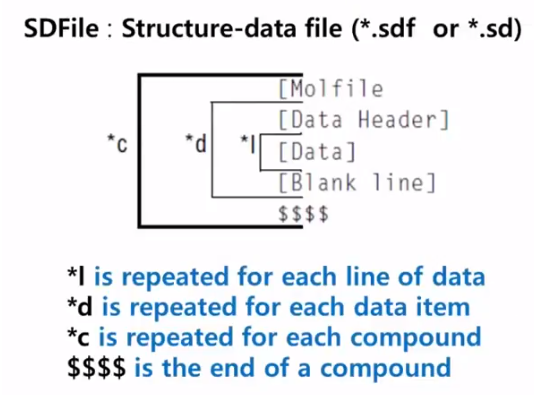 SDFile : Structure-data file (*.sdf or *.sd)
[Molfile
[Data Header]
*c *d *l [Data]
[Blank line]
$$$$
*l is repeated for each line of data
*d is repeated for each data item
*c is repeated for each compound
$$$$ is the end of a compound